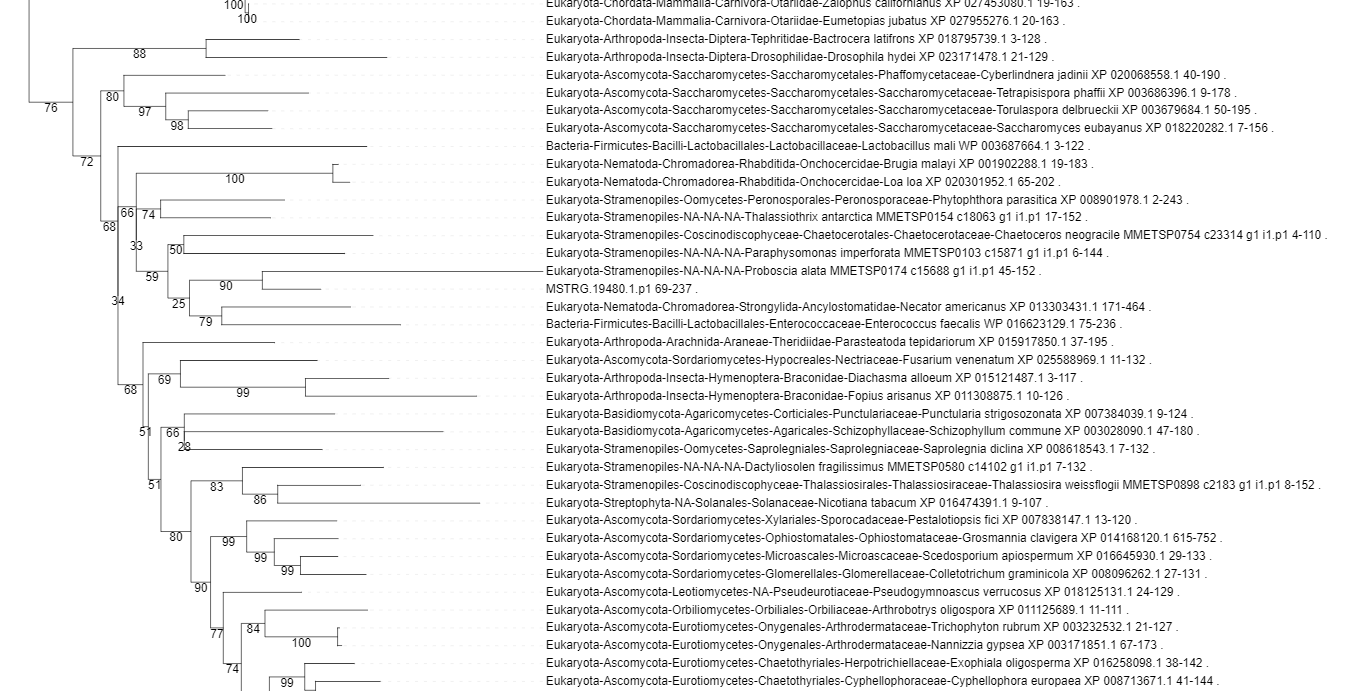 Eukaryota-Chordata-Mammalia-Carnivora-Otariidae-Zalophus californianus XP 027453080.1 19-163 .
100
Eukaryota-Chordata-Mammalia-Carnivora-Otariidae-Eumetopias jubatus XP 027955276.1 20-163 .
100
Eukaryota-Arthropoda-Insecta-Diptera-Tephritidae-Bactrocera latifrons XP 018795739.1 3-128 .
88
Eukaryota-Arthropoda-Insecta-Diptera-Drosophilidae-Drosophila hydei XP 023171478.1 21-129 .
Eukaryota-Ascomycota-Saccharomycetes-Saccharomycetales-Phaffomycetaceae-Cyberlindnera jadinii XP 020068558.1 40-190 .
80
Eukaryota-Ascomycota-Saccharomycetes-Saccharomycetales-Saccharomycetaceae-Tetrapisispora phaffii XP 003686396.1 9-178 .
76
97
Eukaryota-Ascomycota-Saccharomycetes-Saccharomycetales-Saccharomycetaceae-Torulaspora delbrueckii XP 003679684.1 50-195 .
98
Eukaryota-Ascomycota-Saccharomycetes-Saccharomycetales-Saccharomycetaceae-Saccharomyces eubayanus XP 018220282.1 7-156 .
Bacteria-Firmicutes-Bacilli-Lactobacillales-Lactobacillaceae-Lactobacillus mali WP 003687664.1 3-122 .
72
Eukaryota-Nematoda-Chromadorea-Rhabditida-Onchocercidae-Brugia malayi XP 001902288.1 19-183 .
100
Eukaryota-Nematoda-Chromadorea-Rhabditida-Onchocercidae-Loa loa XP 020301952.1 65-202 .
Eukaryota-Stramenopiles-Oomycetes-Peronosporales-Peronosporaceae-Phytophthora parasitica XP 008901978.1 2-243 .
66
74
Eukaryota-Stramenopiles-NA-NA-NA-Thalassiothrix antarctica MMETSP0154 c18063 g1 i1.p1 17-152 .
68
Eukaryota-Stramenopiles-Coscinodiscophyceae-Chaetocerotales-Chaetocerotaceae-Chaetoceros neogracile MMETSP0754 c23314 g1 i1.p1 4-110 .
33
50
Eukaryota-Stramenopiles-NA-NA-NA-Paraphysomonas imperforata MMETSP0103 c15871 g1 i1.p1 6-144 .
Eukaryota-Stramenopiles-NA-NA-NA-Proboscia alata MMETSP0174 c15688 g1 i1.p1 45-152 .
59
90
MSTRG.19480.1.p1 69-237 .
34
25
Eukaryota-Nematoda-Chromadorea-Strongylida-Ancylostomatidae-Necator americanus XP 013303431.1 171-464 .
79
Bacteria-Firmicutes-Bacilli-Lactobacillales-Enterococcaceae-Enterococcus faecalis WP 016623129.1 75-236 .
Eukaryota-Arthropoda-Arachnida-Araneae-Theridiidae-Parasteatoda tepidariorum XP 015917850.1 37-195 .
Eukaryota-Ascomycota-Sordariomycetes-Hypocreales-Nectriaceae-Fusarium venenatum XP 025588969.1 11-132 .
69
Eukaryota-Arthropoda-Insecta-Hymenoptera-Braconidae-Diachasma alloeum XP 015121487.1 3-117 .
68
99
Eukaryota-Arthropoda-Insecta-Hymenoptera-Braconidae-Fopius arisanus XP 011308875.1 10-126 .
Eukaryota-Basidiomycota-Agaricomycetes-Corticiales-Punctulariaceae-Punctularia strigosozonata XP 007384039.1 9-124 .
51
66
Eukaryota-Basidiomycota-Agaricomycetes-Agaricales-Schizophyllaceae-Schizophyllum commune XP 003028090.1 47-180 .
28
Eukaryota-Stramenopiles-Oomycetes-Saprolegniales-Saprolegniaceae-Saprolegnia diclina XP 008618543.1 7-132 .
Eukaryota-Stramenopiles-NA-NA-NA-Dactyliosolen fragilissimus MMETSP0580 c14102 g1 i1.p1 7-132 .
51
83
Eukaryota-Stramenopiles-Coscinodiscophyceae-Thalassiosirales-Thalassiosiraceae-Thalassiosira weissflogii MMETSP0898 c2183 g1 i1.p1 8-152 .
86
Eukaryota-Streptophyta-NA-Solanales-Solanaceae-Nicotiana tabacum XP 016474391.1 9-107 .
Eukaryota-Ascomycota-Sordariomycetes-Xylariales-Sporocadaceae-Pestalotiopsis fici XP 007838147.1 13-120 .
80
99
Eukaryota-Ascomycota-Sordariomycetes-Ophiostomatales-Ophiostomataceae-Grosmannia clavigera XP 014168120.1 615-752 .
99
Eukaryota-Ascomycota-Sordariomycetes-Microascales-Microascaceae-Scedosporium apiospermum XP 016645930.1 29-133 .
99
Eukaryota-Ascomycota-Sordariomycetes-Glomerellales-Glomerellaceae-Colletotrichum graminicola XP 008096262.1 27-131 .
90
Eukaryota-Ascomycota-Leotiomycetes-NA-Pseudeurotiaceae-Pseudogymnoascus verrucosus XP 018125131.1 24-129 .
Eukaryota-Ascomycota-Orbiliomycetes-Orbiliales-Orbiliaceae-Arthrobotrys oligospora XP 011125689.1 11-111 .
77
84
Eukaryota-Ascomycota-Eurotiomycetes-Onygenales-Arthrodermataceae-Trichophyton rubrum XP 003232532.1 21-127 .
100
Eukaryota-Ascomycota-Eurotiomycetes-Onygenales-Arthrodermataceae-Nannizzia gypsea XP 003171851.1 67-173 .
74
Eukaryota-Ascomycota-Eurotiomycetes-Chaetothyriales-Herpotrichiellaceae-Exophiala oligosperma XP 016258098.1 38-142 .
99
Eukaryota-Ascomycota-Eurotiomycetes-Chaetothyriales-Cyphellophoraceae-Cyphellophora europaea XP 008713671.1 41-144 .